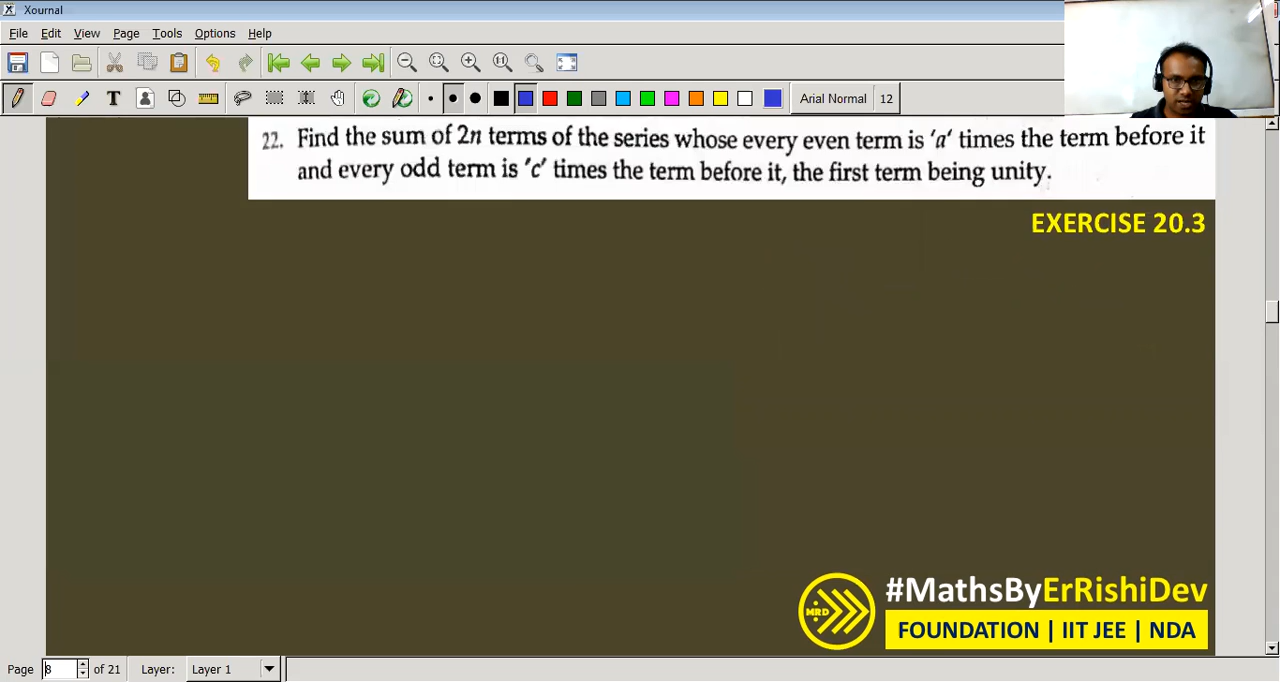 Xournal
File Edit View Page Tools Options Help
Arial Normal 12
22. Find the sum of 2n terms of the series whose every even term is 'a' times the term before it
and every odd term is 'c' times the term before it, the first term being unity.
EXERCISE 20.3
MRD
#MathsByErRishiDev
FOUNDATION | IIT JEE | NDA
Page 8 of 21 Layer: Layer 1